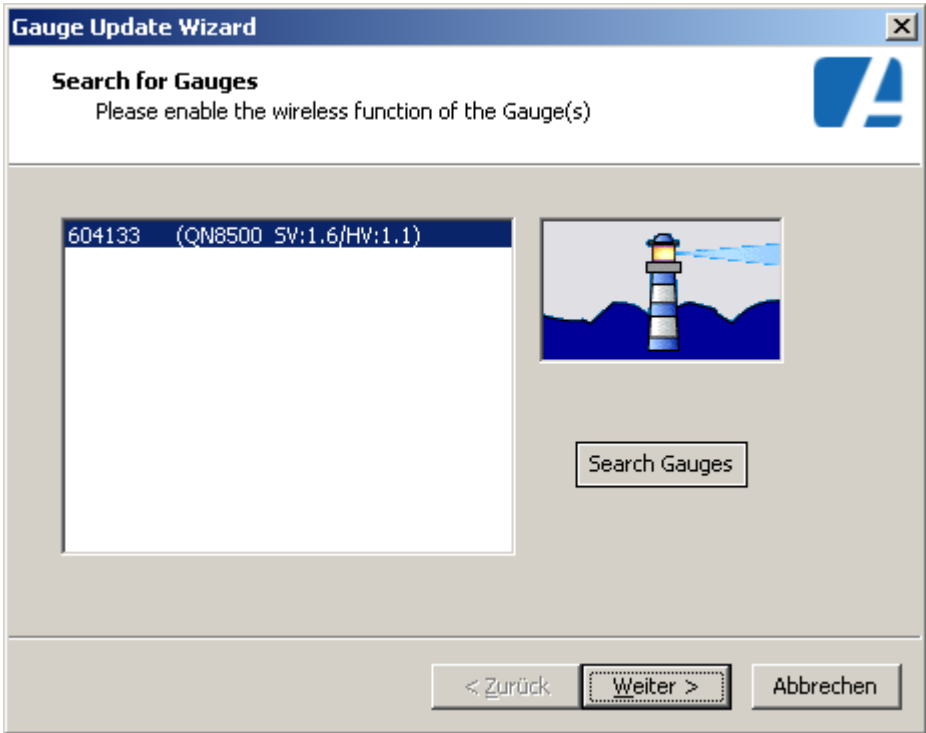 Gauge Update Wizard
Search for Gauges
Please enable the wireless function of the Gauge(s)
604133 (QN8500 SV:1.6/HV:1.1)
Search Gauges
< Zurück
Weiter >
Abbrechen